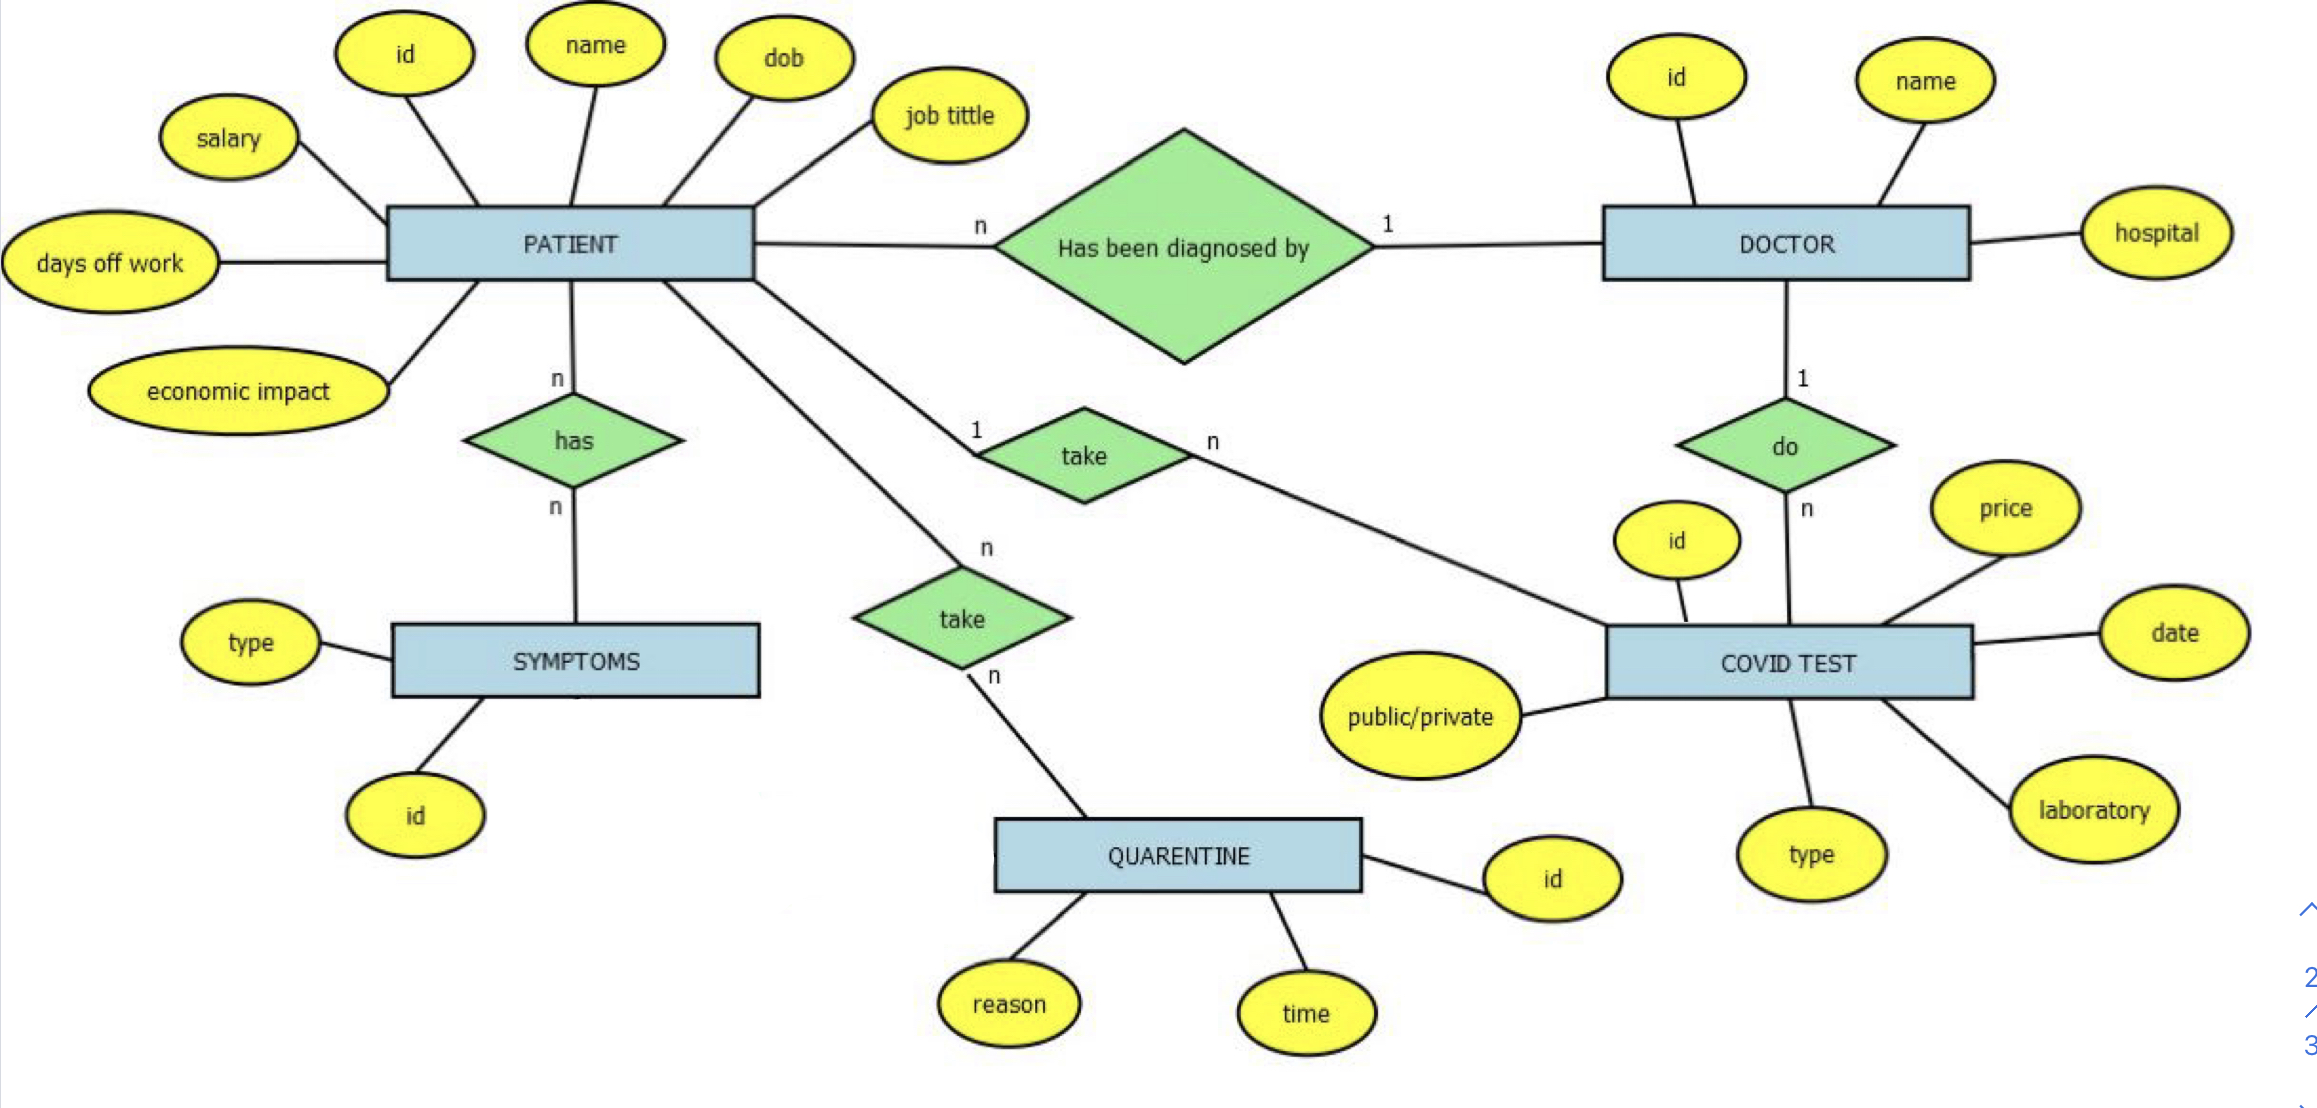 id
name
dob
job tittle
salary
days off work
economic impact
PATIENT
n
Has been diagnosed by
1
DOCTOR
id
name
hospital
n
has
n
1
take
n
1
do
n
SYMPTOMS
type
id
n
take
n
id
price
date
COVID TEST
public/private
type
laboratory
QUARENTINE
id
reason
time
2
/
3